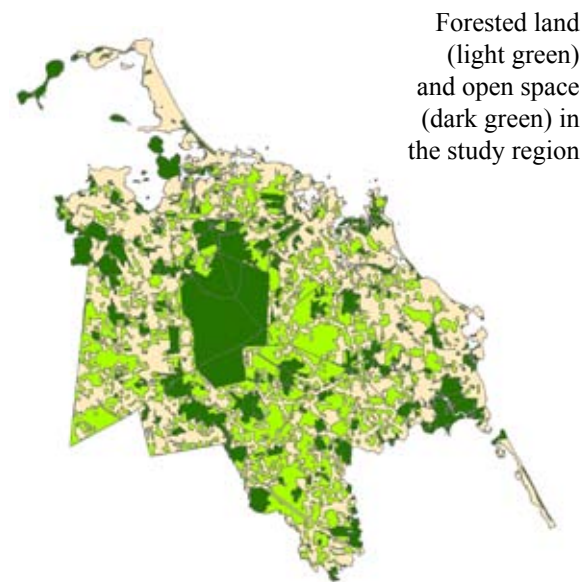 Forested land
(light green)
and open space
(dark green) in
the study region